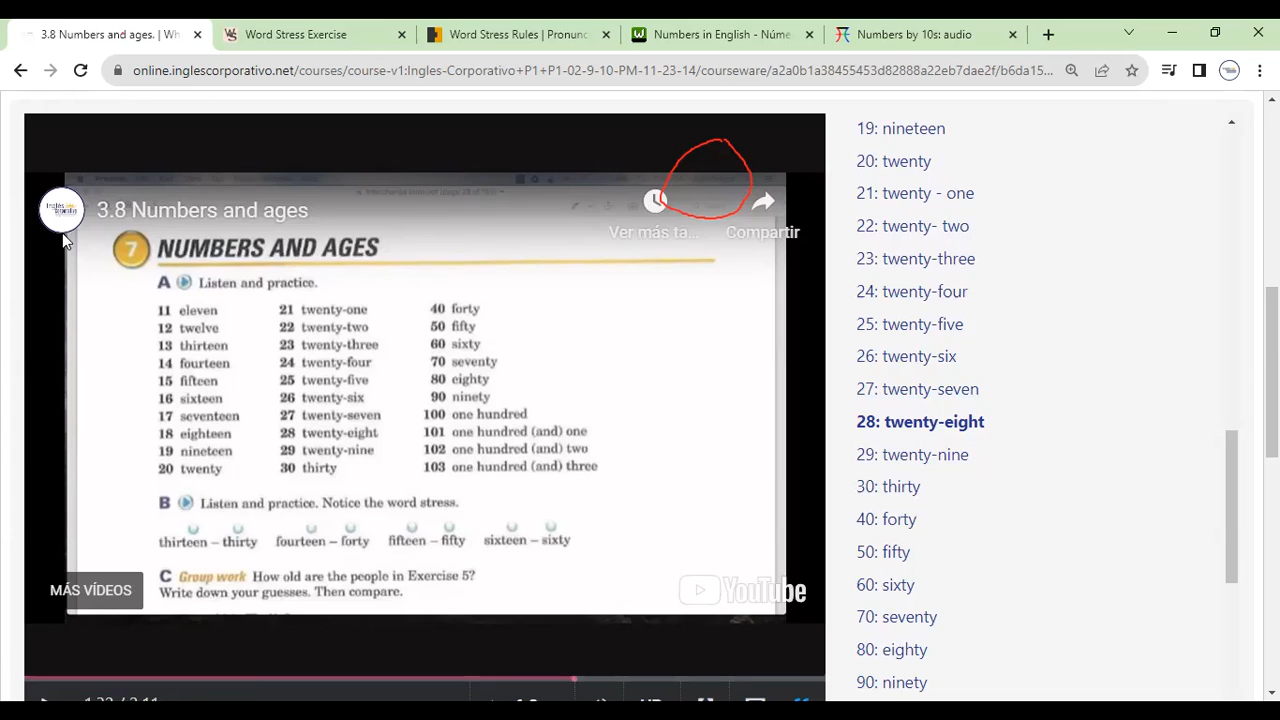 3.8 Numbers and ages. | Wh
Word Stress Exercise
Word Stress Rules | Pronunc
Numbers in English - Núme
Numbers by 10s: audio
online.inglescorporativo.net/courses/course-v1:Ingles-Corporativo+P1+P1-02-9-10-PM-11-23-14/courseware/a2a0b1a38455453d82888a22eb7dae2f/b6da15...
3.8 Numbers and ages
Ver más ta...
Compartir
7 NUMBERS AND AGES
A Listen and practice.
11 eleven
12 twelve
13 thirteen
14 fourteen
15 fifteen
16 sixteen
17 seventeen
18 eighteen
19 nineteen
20 twenty
21 twenty-one
22 twenty-two
23 twenty-three
24 twenty-four
25 twenty-five
26 twenty-six
27 twenty-seven
28 twenty-eight
29 twenty-nine
30 thirty
40 forty
50 fifty
60 sixty
70 seventy
80 eighty
90 ninety
100 one hundred
101 one hundred (and) one
102 one hundred (and) two
103 one hundred (and) three
B Listen and practice. Notice the word stress.
thirteen – thirty fourteen – forty fifteen – fifty sixteen – sixty
C Group work How old are the people in Exercise 5?
Write down your guesses. Then compare.
MÁS VÍDEOS
YouTube
19: nineteen
20: twenty
21: twenty - one
22: twenty- two
23: twenty-three
24: twenty-four
25: twenty-five
26: twenty-six
27: twenty-seven
28: twenty-eight
29: twenty-nine
30: thirty
40: forty
50: fifty
60: sixty
70: seventy
80: eighty
90: ninety